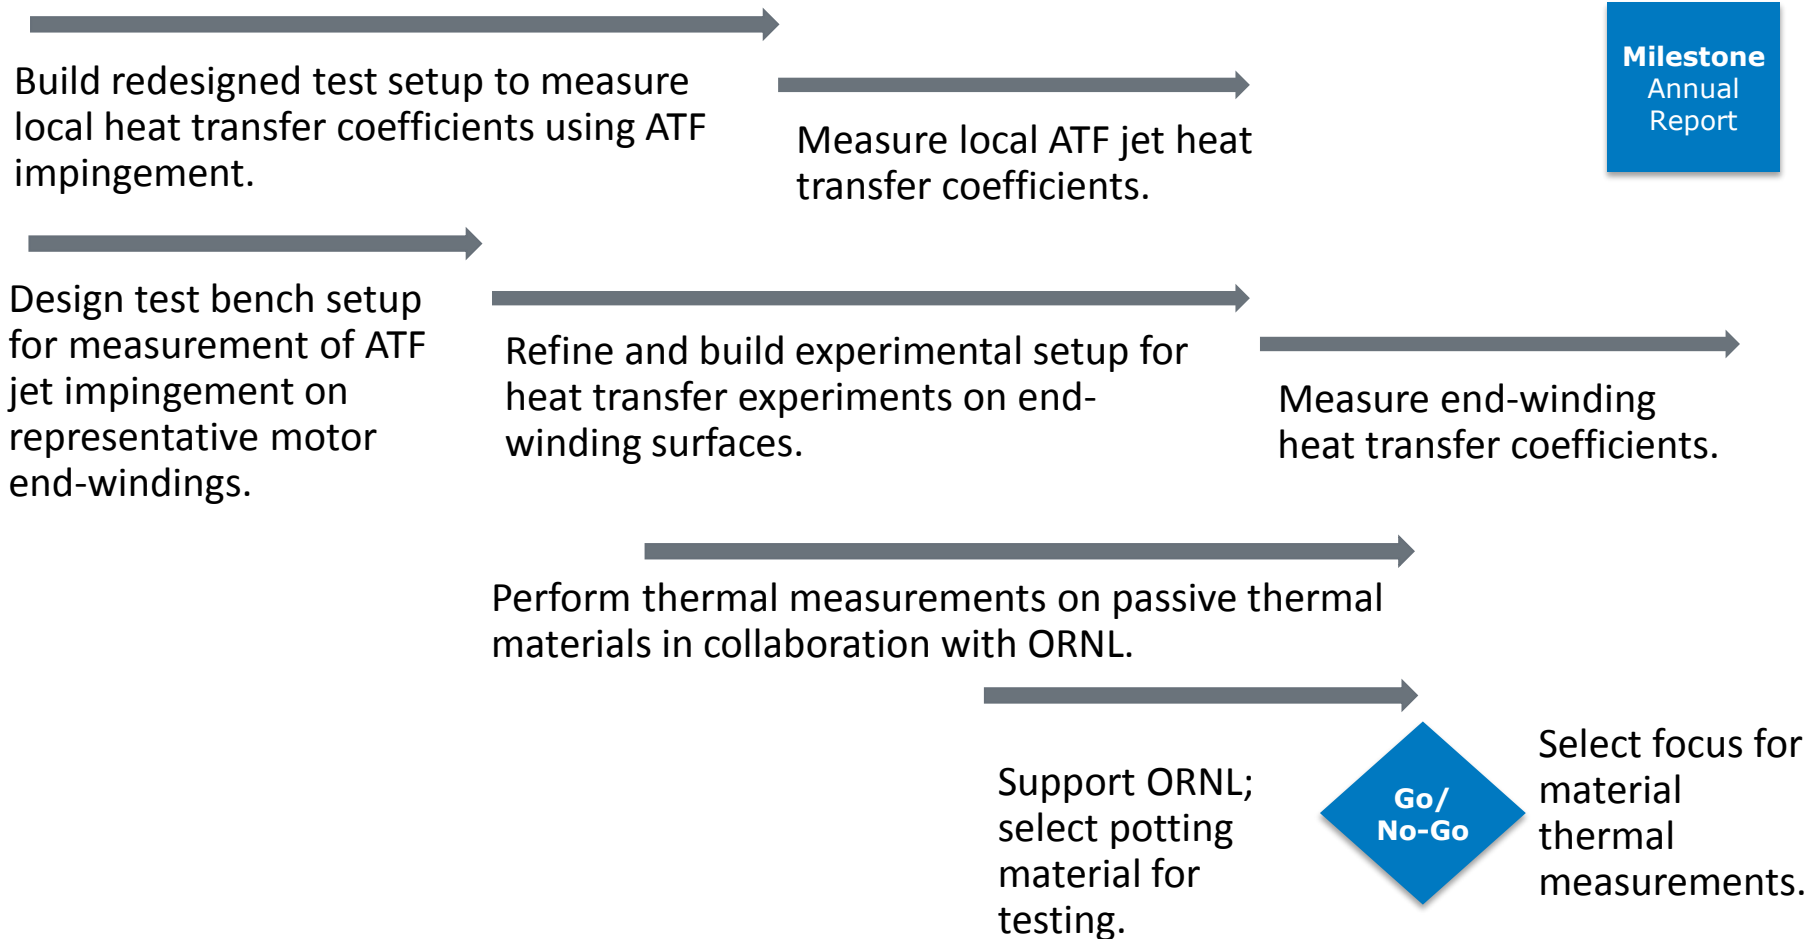 Build redesigned test setup to measure
local heat transfer coefficients using ATF
impingement.
Measure local ATF jet heat
transfer coefficients.
Milestone
Annual
Report
Design test bench setup
for measurement of ATF
jet impingement on
representative motor
end-windings.
Refine and build experimental setup for
heat transfer experiments on end-
winding surfaces.
Measure end-winding
heat transfer coefficients.
Perform thermal measurements on passive thermal
materials in collaboration with ORNL.
Support ORNL;
select potting
material for
testing.
Go/
No-Go
Select focus for
material
thermal
measurements.